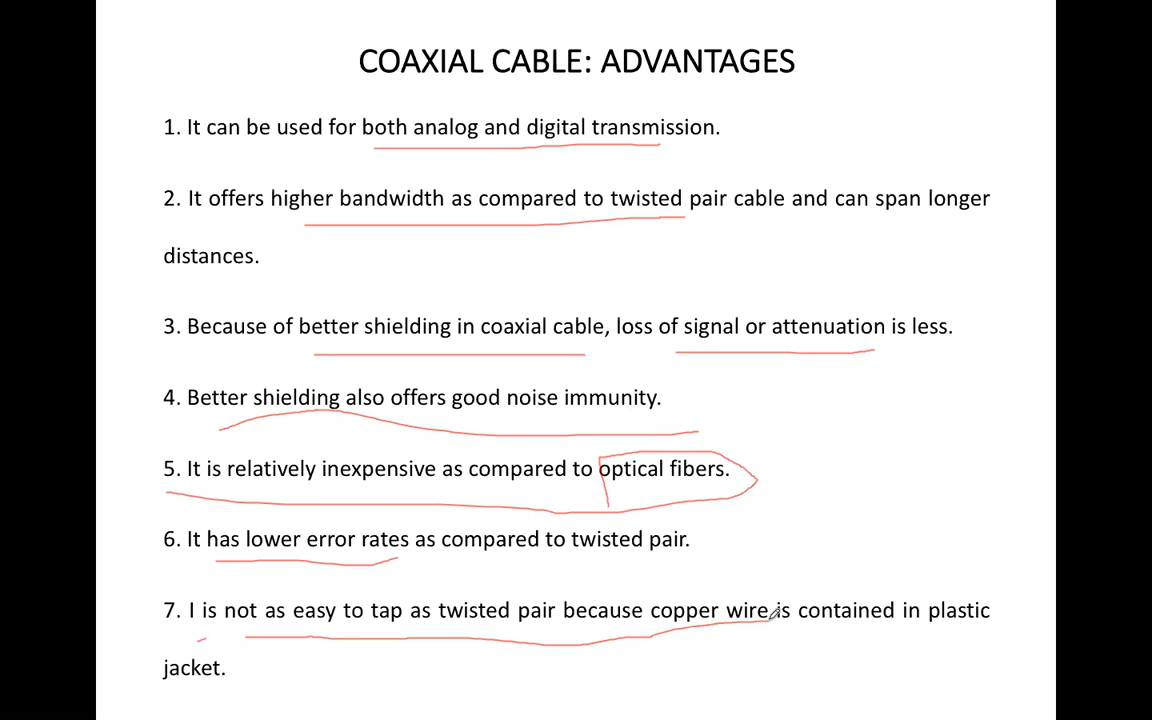 COAXIAL CABLE: ADVANTAGES
1. It can be used for both analog and digital transmission.
2. It offers higher bandwidth as compared to twisted pair cable and can span longer
distances.
3. Because of better shielding in coaxial cable, loss of signal or attenuation is less.
4. Better shielding also offers good noise immunity.
5. It is relatively inexpensive as compared to optical fibers.
6. It has lower error rates as compared to twisted pair.
7. I is not as easy to tap as twisted pair because copper wire is contained in plastic
jacket.